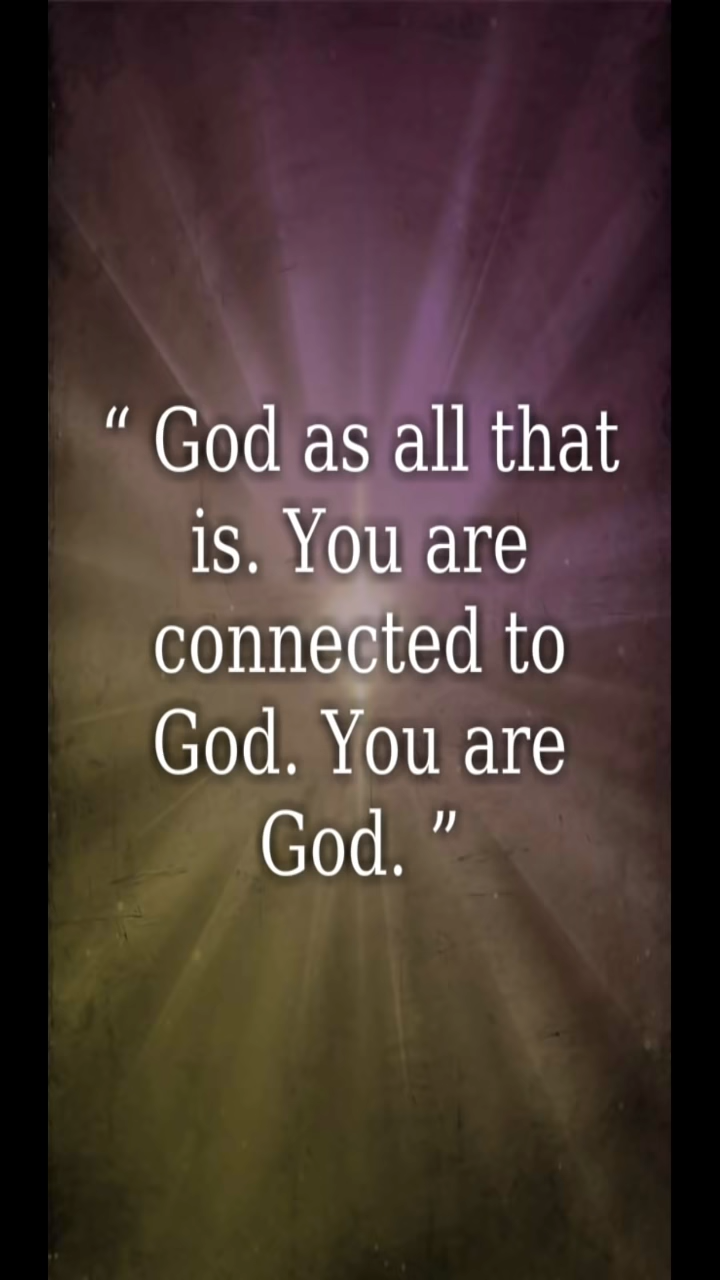 “ God as all that
is. You are
connected to
God. You are
God. ”